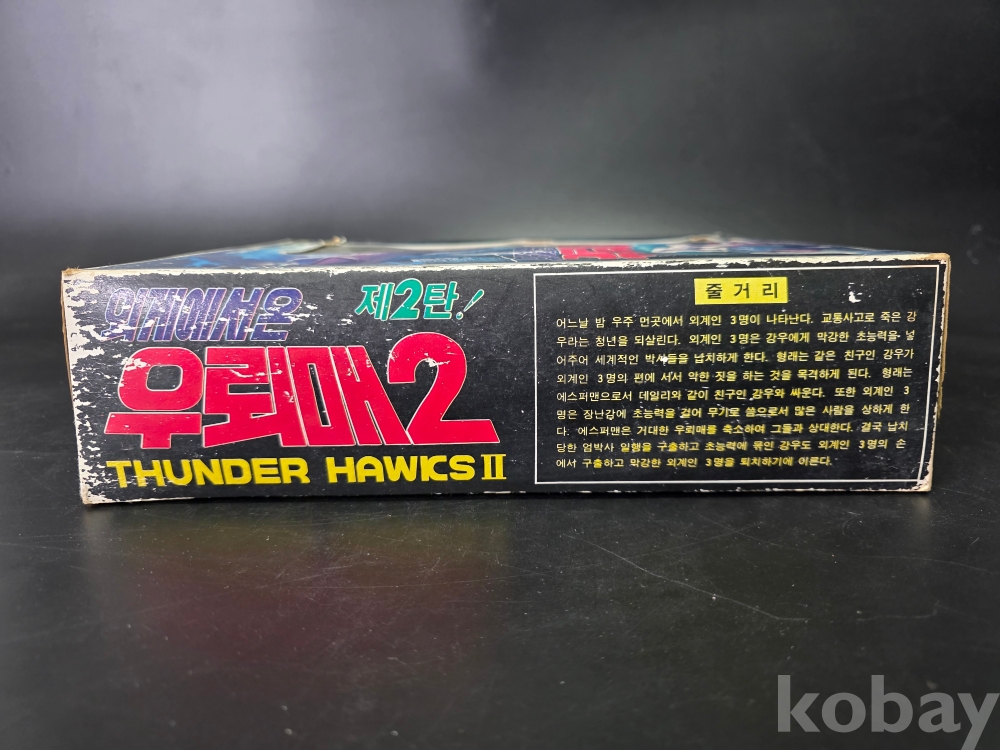 외계에서온
제2탄!
우뢰매2
THUNDER HAWKS II
줄거리
어느날 밤 우주 먼곳에서 외계인 3명이 나타난다. 교통사고로 죽은 강
우라는 청년을 되살린다. 외계인 3명은 강우에게 막강한 초능력을 넣
어주어 세계적인 박사들을 납치하게 한다. 형래는 같은 친구인 강우가
외계인 3명의 편에 서서 악한 짓을 하는 것을 목격하게 된다. 형래는
에스퍼맨으로서 데일리와 같이 친구인 강우와 싸운다. 또한 외계인 3
명은 장난감에 초능력을 걸어 무기로 씀으로서 많은 사람을 상하게 한
다. 에스퍼맨은 거대한 우뢰매를 축소하여 그들과 상대한다. 결국 납치
당한 엄박사 일행을 구출하고 초능력에 묶인 강우도 외계인 3명의 손
에서 구출하고 막강한 외계인 3명을 퇴치하기에 이른다.
kobay